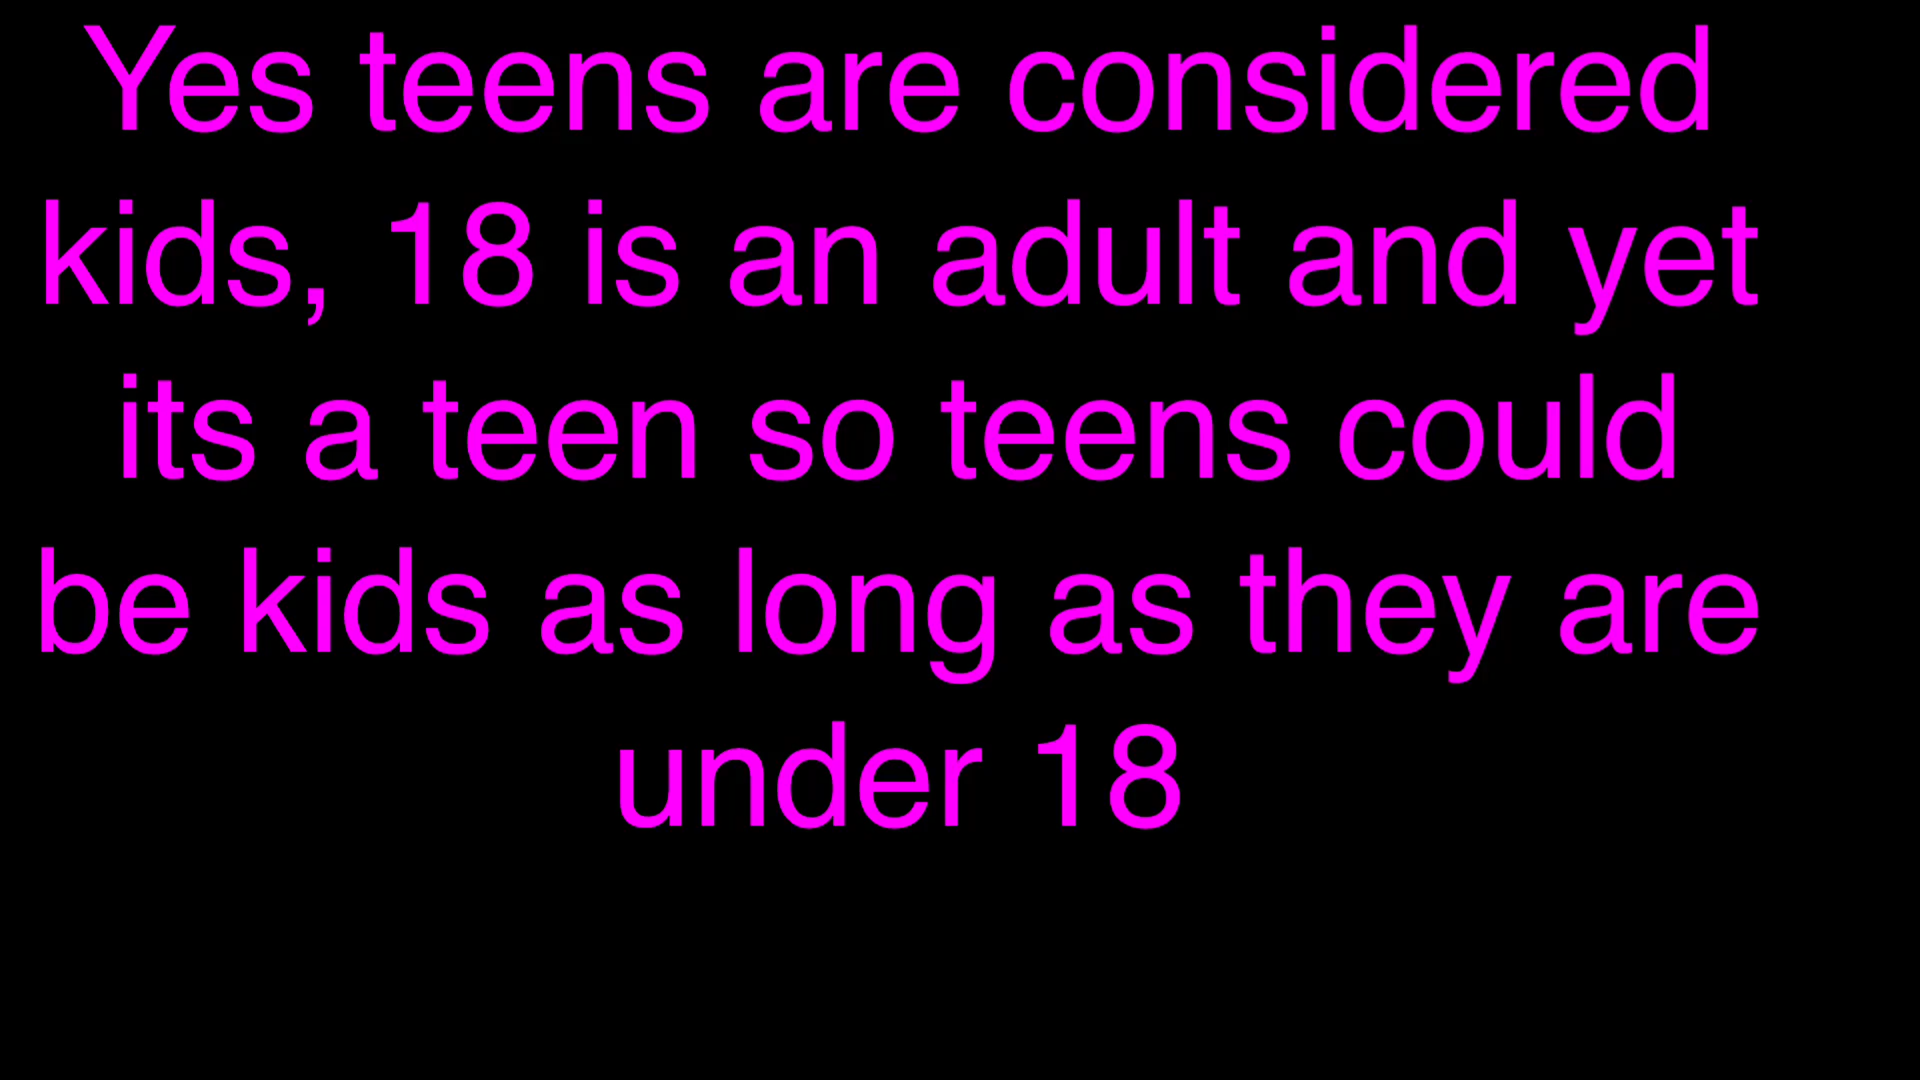 Yes teens are considered
kids, 18 is an adult and yet
its a teen so teens could
be kids as long as they are
under 18